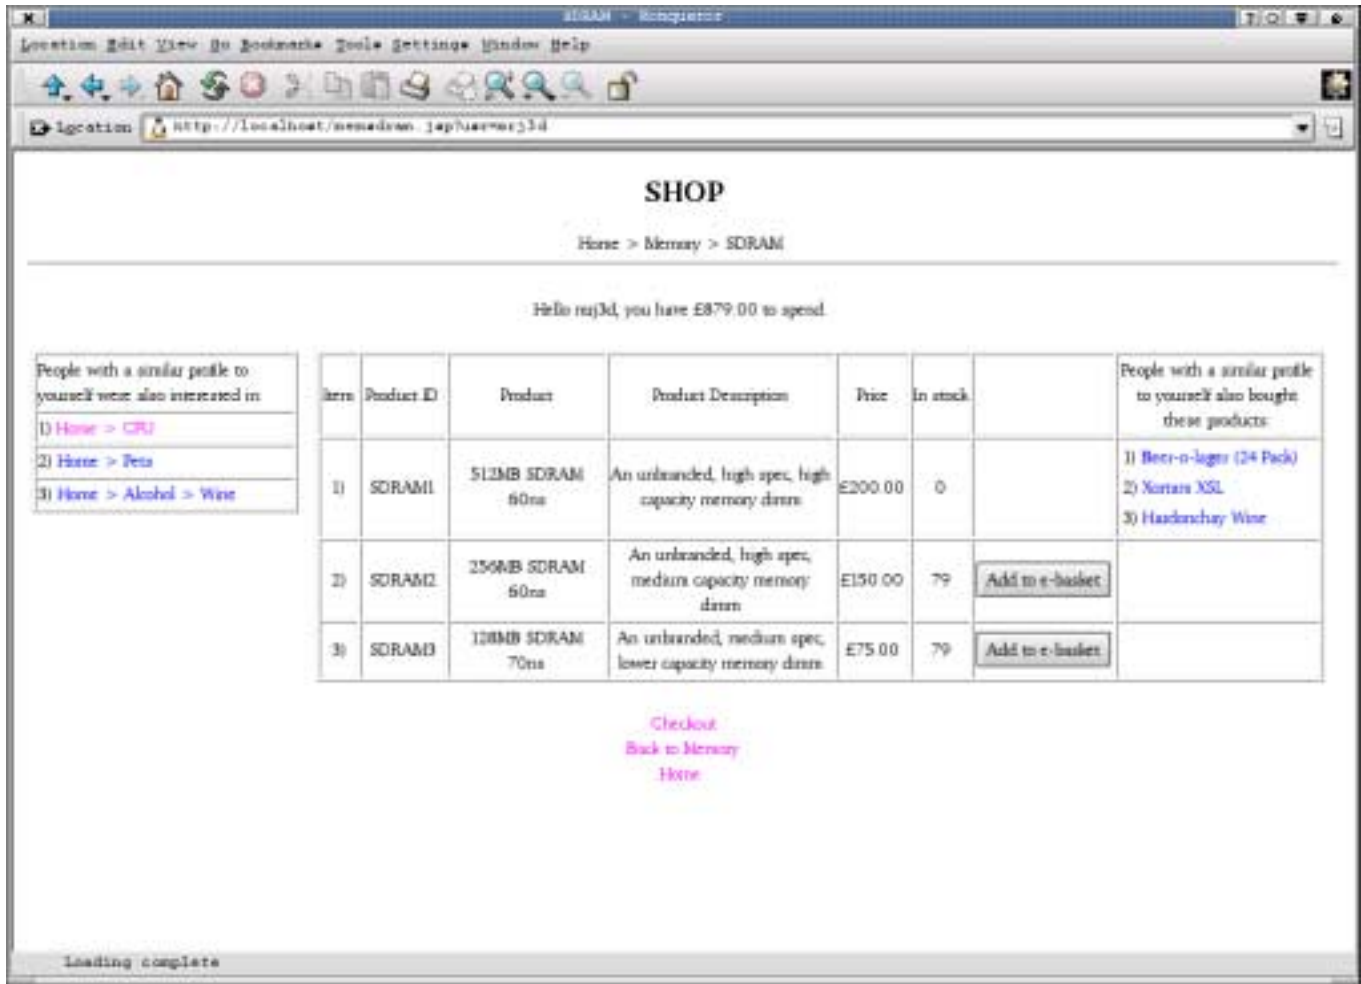 SDRAM - Konqueror
Location Edit View Go Bookmarks Tools Settings Window Help
Location
SHOP
Home > Memory > SDRAM
Hello mrj3d, you have £879.00 to spend.
People with a similar profile to
yourself were also interested in
1) Home > CPU
2) Home > Pets
3) Home > Alcohol > Wine
Item Product ID Product Product Description Price In stock
People with a similar profile
to yourself also bought
these products:
1) SDRAM1 512MB SDRAM
60ns
An unbranded, high spec, high
capacity memory dimm
£200.00 0
1) Beer-o-lager (24 Pack)
2) Xortara XSL
3) Hardonchay Wine
2) SDRAM2 256MB SDRAM
60ns
An unbranded, high spec,
medium capacity memory
dimm
£150.00 79 Add to e-basket
3) SDRAM3 128MB SDRAM
70ns
An unbranded, medium spec,
lower capacity memory dimm
£75.00 79 Add to e-basket
Checkout
Back to Memory
Home
Loading complete